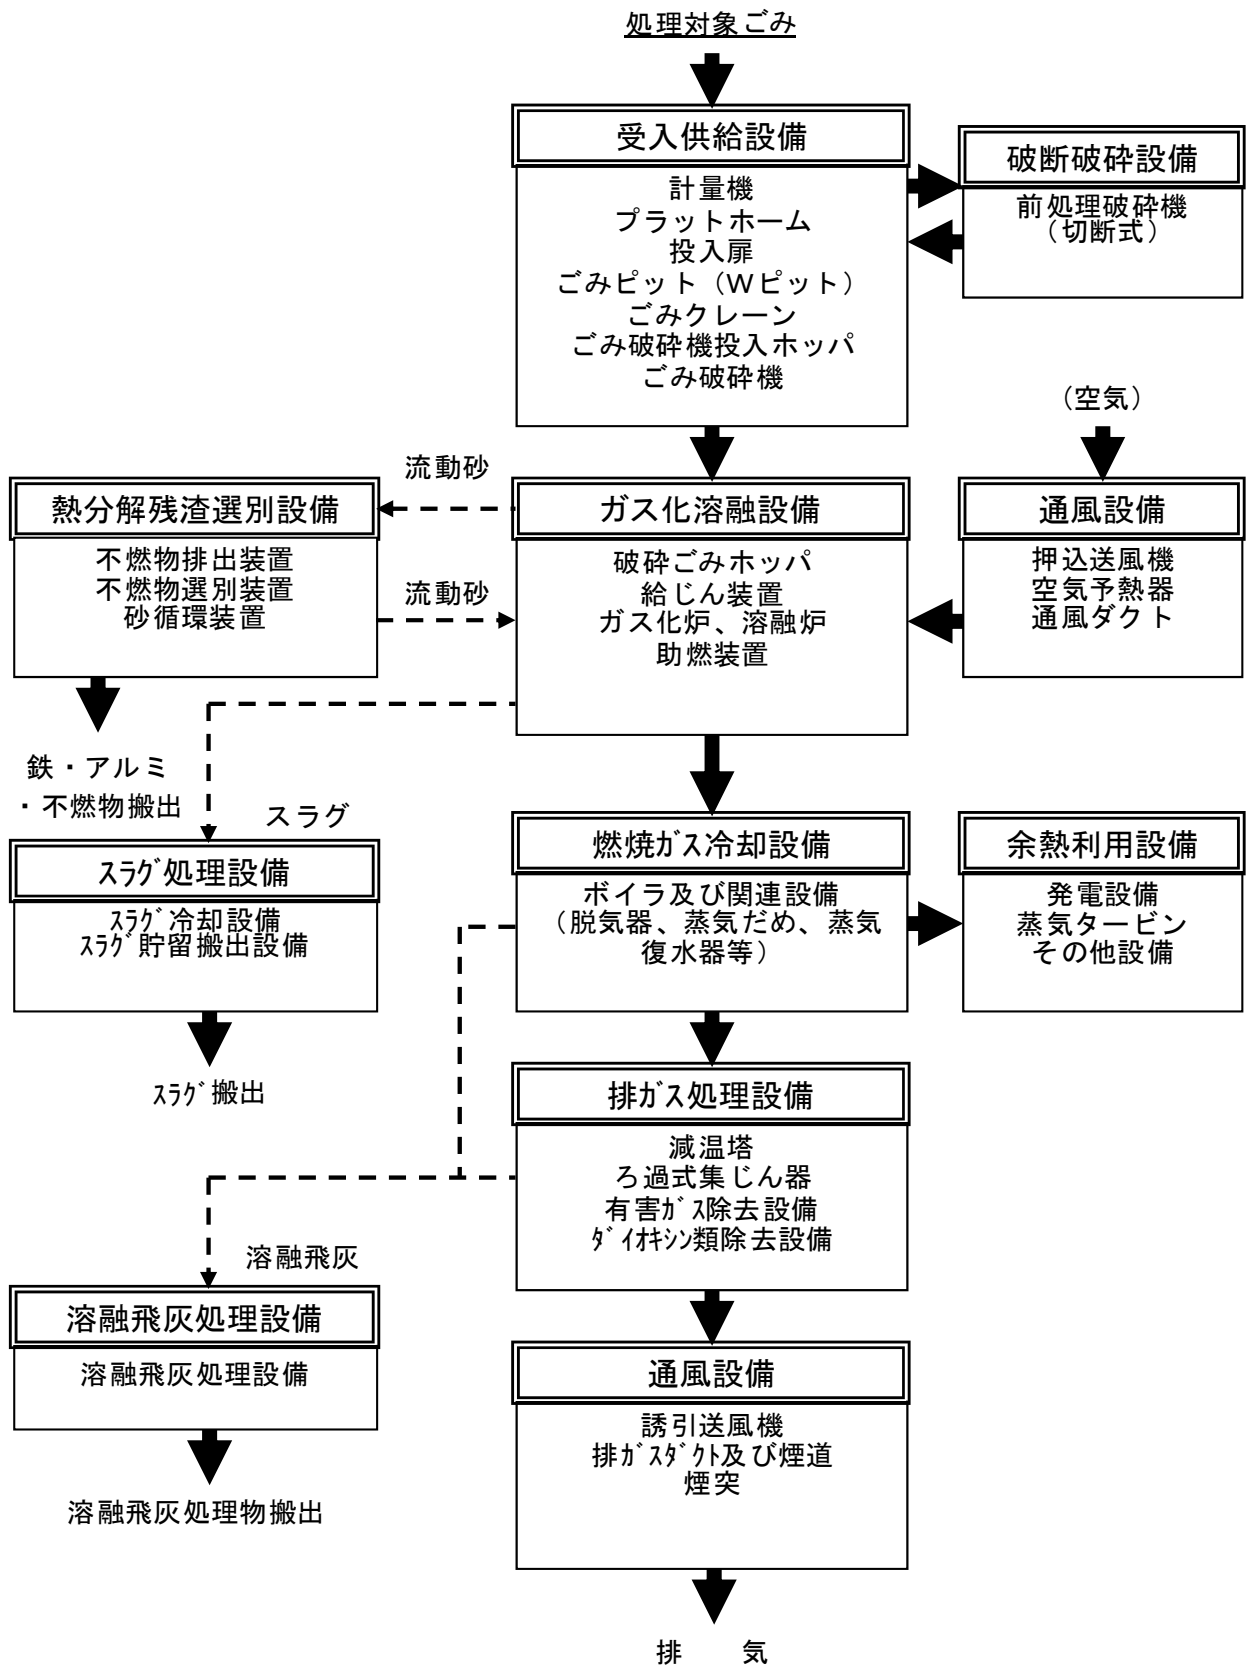 処理対象ごみ
受入供給設備
計量機
プラットホーム
投入扉
ごみピット（Wピット）
ごみクレーン
ごみ破砕機投入ホッパ
ごみ破砕機
破断破砕設備
前処理破砕機
（切断式）
（空気）
流動砂
熱分解残渣選別設備
不燃物排出装置
不燃物選別装置
砂循環装置
流動砂
ガス化溶融設備
破砕ごみホッパ
給じん装置
ガス化炉、溶融炉
助燃装置
通風設備
押込送風機
空気予熱器
通風ダクト
鉄・アルミ
・不燃物搬出
スラグ
スラグ処理設備
スラグ冷却設備
スラグ貯留搬出設備
スラグ搬出
燃焼ガス冷却設備
ボイラ及び関連設備
（脱気器、蒸気だめ、蒸気
復水器等）
余熱利用設備
発電設備
蒸気タービン
その他設備
排ガス処理設備
減温塔
ろ過式集じん器
有害ガス除去設備
ダイオキシン類除去設備
溶融飛灰
溶融飛灰処理設備
溶融飛灰処理設備
溶融飛灰処理物搬出
通風設備
誘引送風機
排ガスダクト及び煙道
煙突
排　　気